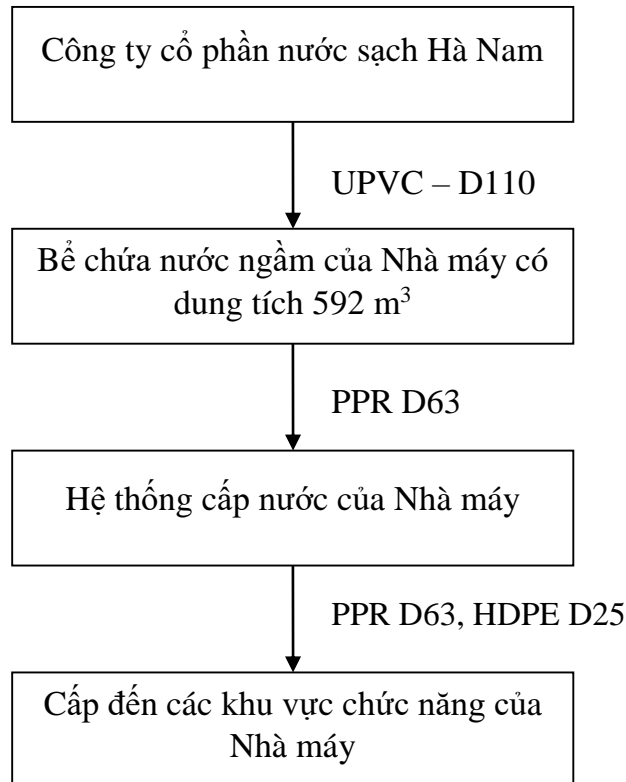 Công ty cổ phần nước sạch Hà Nam
UPVC – D110
Bể chứa nước ngầm của Nhà máy có
dung tích 592 m³
PPR D63
Hệ thống cấp nước của Nhà máy
PPR D63, HDPE D25
Cấp đến các khu vực chức năng của
Nhà máy